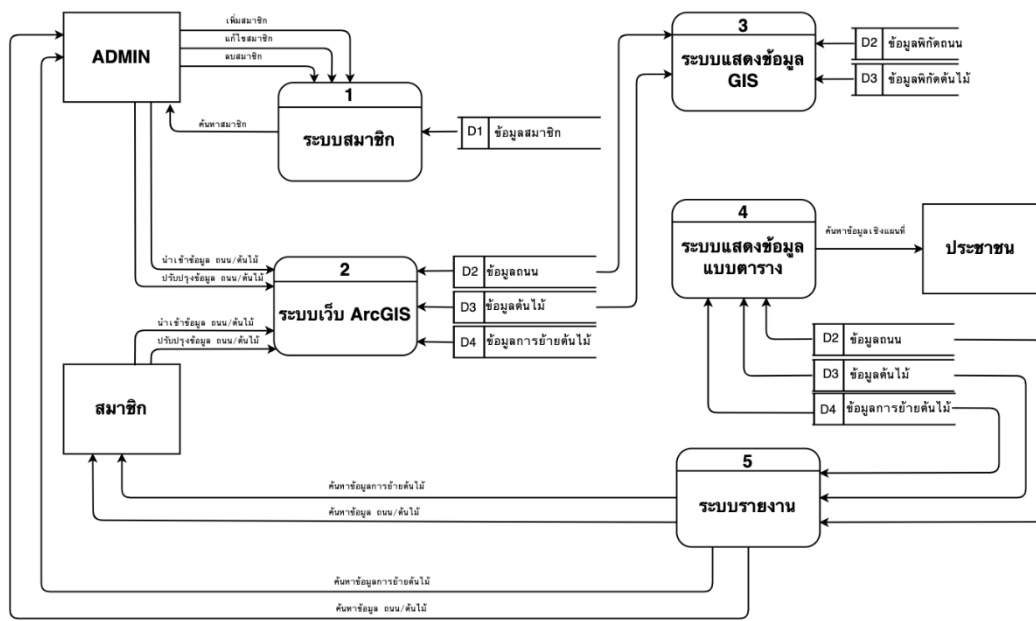 เพิ่มสมาชิก
แก้ไขสมาชิก
ลบสมาชิก
ADMIN
ค้นหาสมาชิก
1
ระบบสมาชิก
D1 ข้อมูลสมาชิก
3
ระบบแสดงข้อมูล
GIS
D2 ข้อมูลพิกัดถนน
D3 ข้อมูลพิกัดต้นไม้
4
ระบบแสดงข้อมูล
แบบตาราง
ค้นหาข้อมูลเชิงแผนที่
ประชาชน
นำเข้าข้อมูล ถนน/ต้นไม้
ปรับปรุงข้อมูล ถนน/ต้นไม้
2
ระบบเว็บ ArcGIS
D2 ข้อมูลถนน
D3 ข้อมูลต้นไม้
D4 ข้อมูลการย้ายต้นไม้
นำเข้าข้อมูล ถนน/ต้นไม้
ปรับปรุงข้อมูล ถนน/ต้นไม้
สมาชิก
D2 ข้อมูลถนน
D3 ข้อมูลต้นไม้
D4 ข้อมูลการย้ายต้นไม้
5
ระบบรายงาน
ค้นหาข้อมูลการย้ายต้นไม้
ค้นหาข้อมูล ถนน/ต้นไม้
ค้นหาข้อมูลการย้ายต้นไม้
ค้นหาข้อมูล ถนน/ต้นไม้